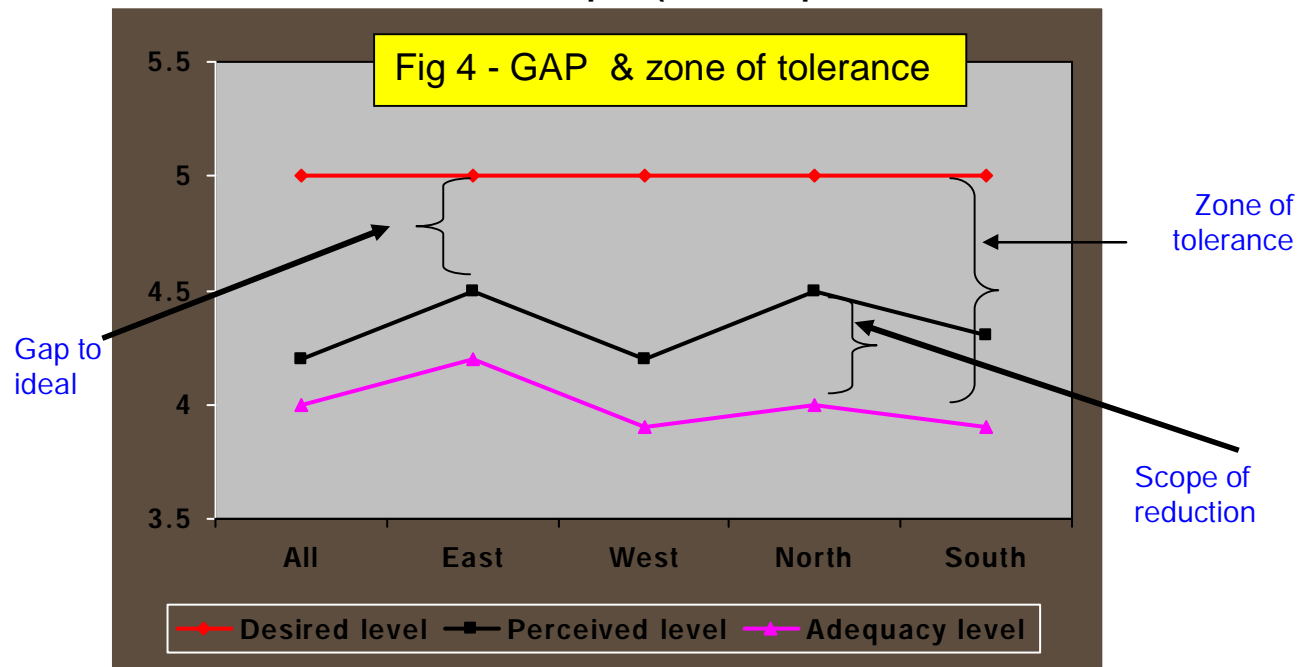 Fig 4 - GAP & zone of tolerance
5.5
5
4.5
4
3.5
Zone of
tolerance
Gap to
ideal
Scope of
reduction
All East West North South
Desired level Perceived level Adequacy level